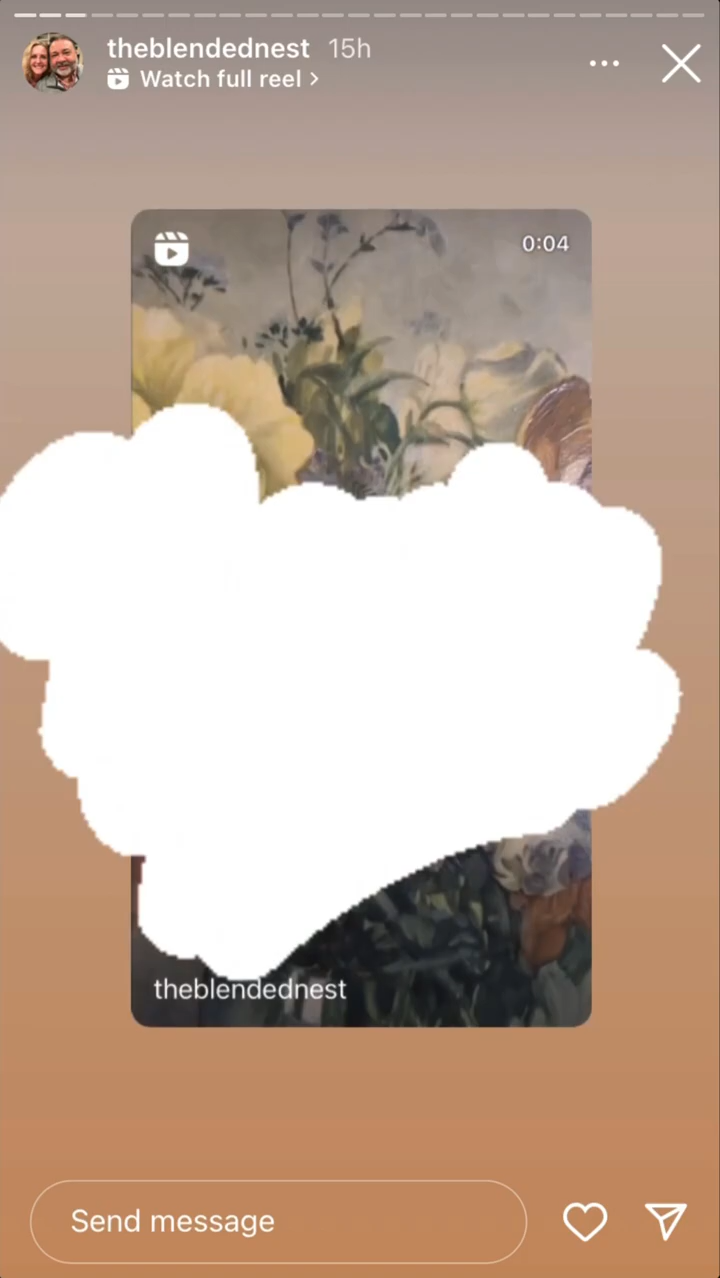 theblendednest 15h
Watch full reel >
0:04
theblendednest
Send message